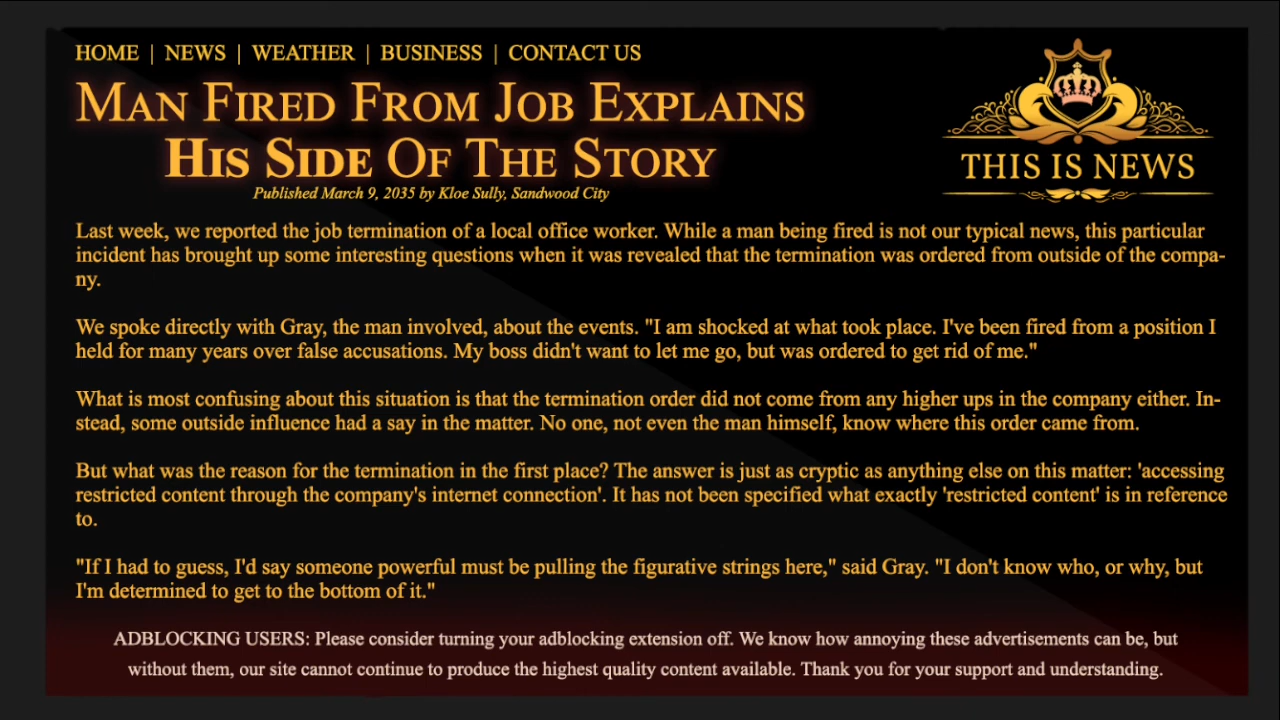 HOME | NEWS | WEATHER | BUSINESS | CONTACT US
MAN FIRED FROM JOB EXPLAINS
HIS SIDE OF THE STORY
THIS IS NEWS
Published March 9, 2035 by Kloe Sully, Sandwood City
Last week, we reported the job termination of a local office worker. While a man being fired is not our typical news, this particular
incident has brought up some interesting questions when it was revealed that the termination was ordered from outside of the compa-
ny.
We spoke directly with Gray, the man involved, about the events. "I am shocked at what took place. I've been fired from a position I
held for many years over false accusations. My boss didn't want to let me go, but was ordered to get rid of me."
What is most confusing about this situation is that the termination order did not come from any higher ups in the company either. In-
stead, some outside influence had a say in the matter. No one, not even the man himself, know where this order came from.
But what was the reason for the termination in the first place? The answer is just as cryptic as anything else on this matter: 'accessing
restricted content through the company's internet connection'. It has not been specified what exactly 'restricted content' is in reference
to.
"If I had to guess, I'd say someone powerful must be pulling the figurative strings here," said Gray. "I don't know who, or why, but
I'm determined to get to the bottom of it."
ADBLOCKING USERS: Please consider turning your adblocking extension off. We know how annoying these advertisements can be, but
without them, our site cannot continue to produce the highest quality content available. Thank you for your support and understanding.